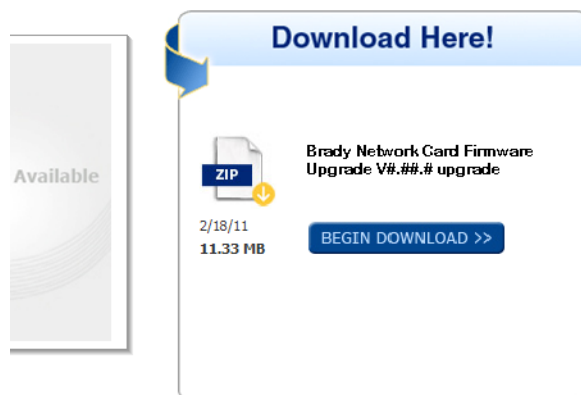 Download Here!
Available
ZIP
Brady Network Card Firmware
Upgrade V#.##.# upgrade
2/18/11
11.33 MB
BEGIN DOWNLOAD >>